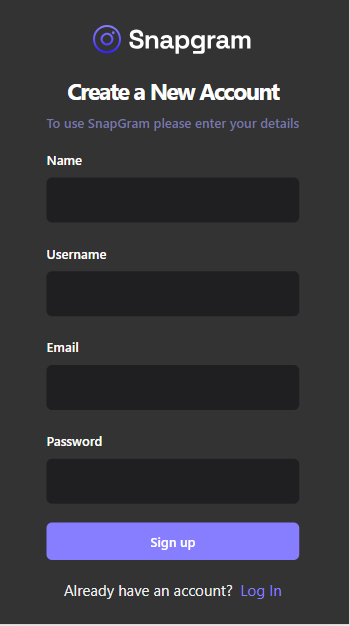 Snapgram
Create a New Account
To use SnapGram please enter your details
Name
Username
Email
Password
Sign up
Already have an account? Log In